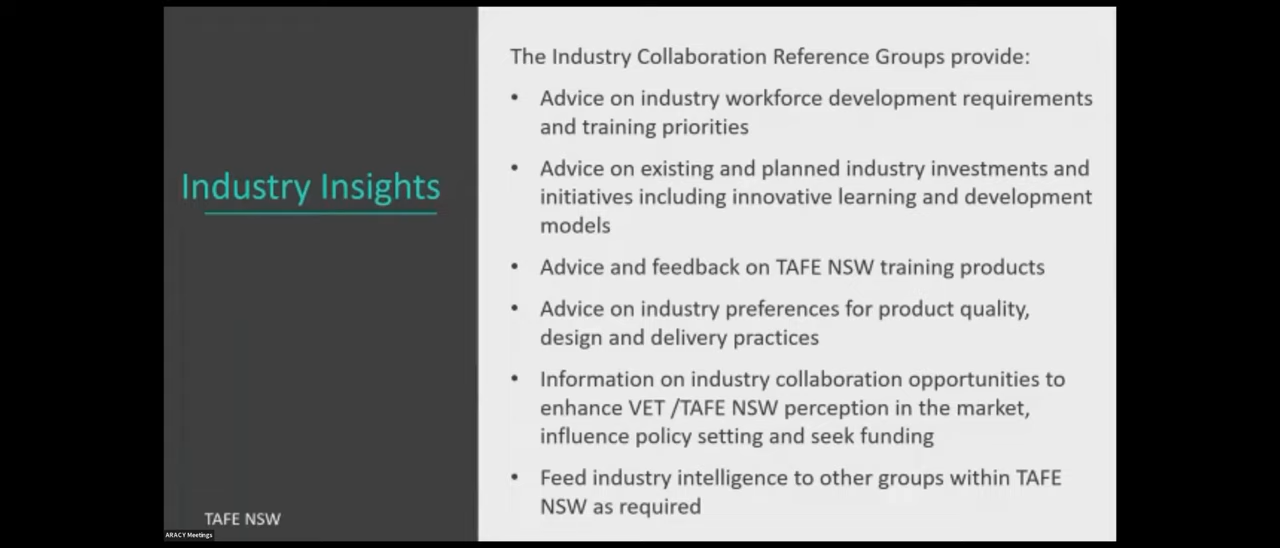 Industry Insights
TAFE NSW
ARACY Meetings
The Industry Collaboration Reference Groups provide:
• Advice on industry workforce development requirements
and training priorities
• Advice on existing and planned industry investments and
initiatives including innovative learning and development
models
• Advice and feedback on TAFE NSW training products
• Advice on industry preferences for product quality,
design and delivery practices
• Information on industry collaboration opportunities to
enhance VET /TAFE NSW perception in the market,
influence policy setting and seek funding
• Feed industry intelligence to other groups within TAFE
NSW as required